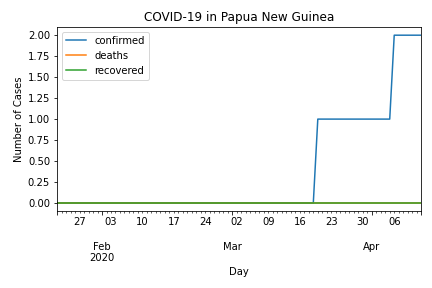 COVID-19 in Papua New Guinea
confirmed
deaths
recovered
Number of Cases
2.00
1.75
1.50
1.25
1.00
0.75
0.50
0.25
0.00
27 03 10 17 24 02 09 16 23 30 06
Feb Mar Apr
2020
Day